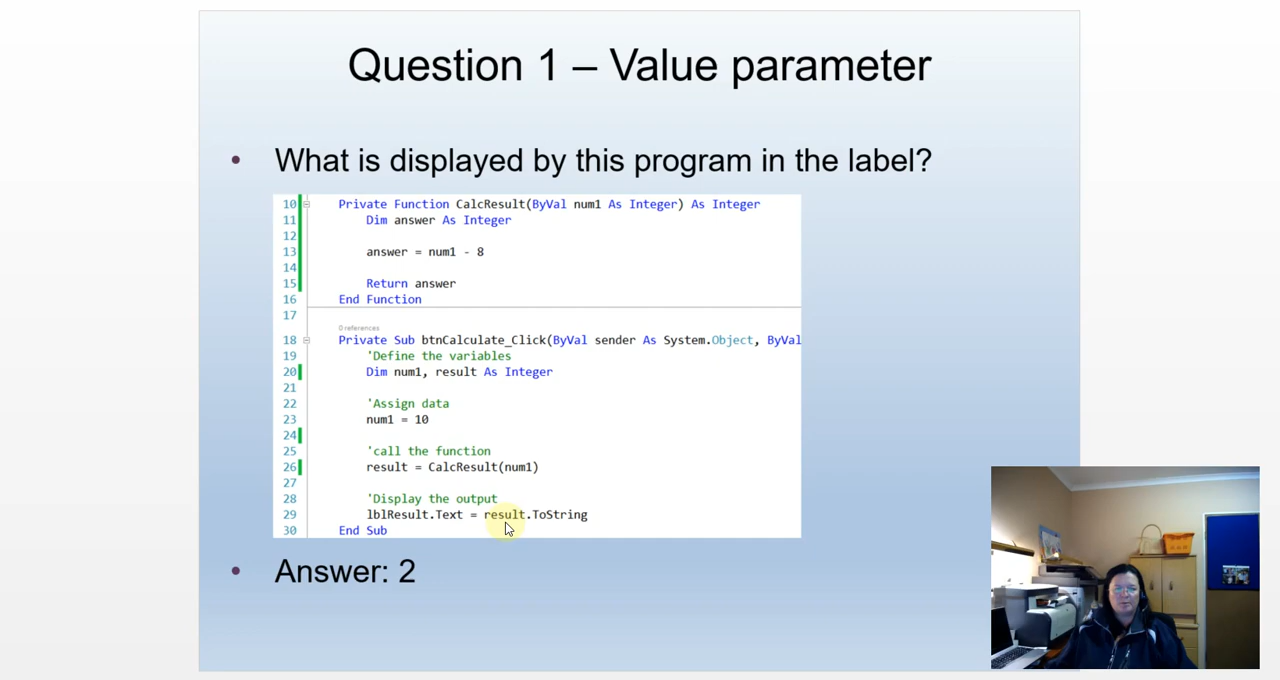 Question 1 – Value parameter
• What is displayed by this program in the label?
10 Private Function CalcResult(ByVal num1 As Integer) As Integer
11 Dim answer As Integer
12
13 answer = num1 - 8
14
15 Return answer
16 End Function
17
0 references
18 Private Sub btnCalculate_Click(ByVal sender As System.Object, ByVal
19 'Define the variables
20 Dim num1, result As Integer
21
22 'Assign data
23 num1 = 10
24
25 'call the function
26 result = CalcResult(num1)
27
28 'Display the output
29 lblResult.Text = result.ToString
30 End Sub
• Answer: 2